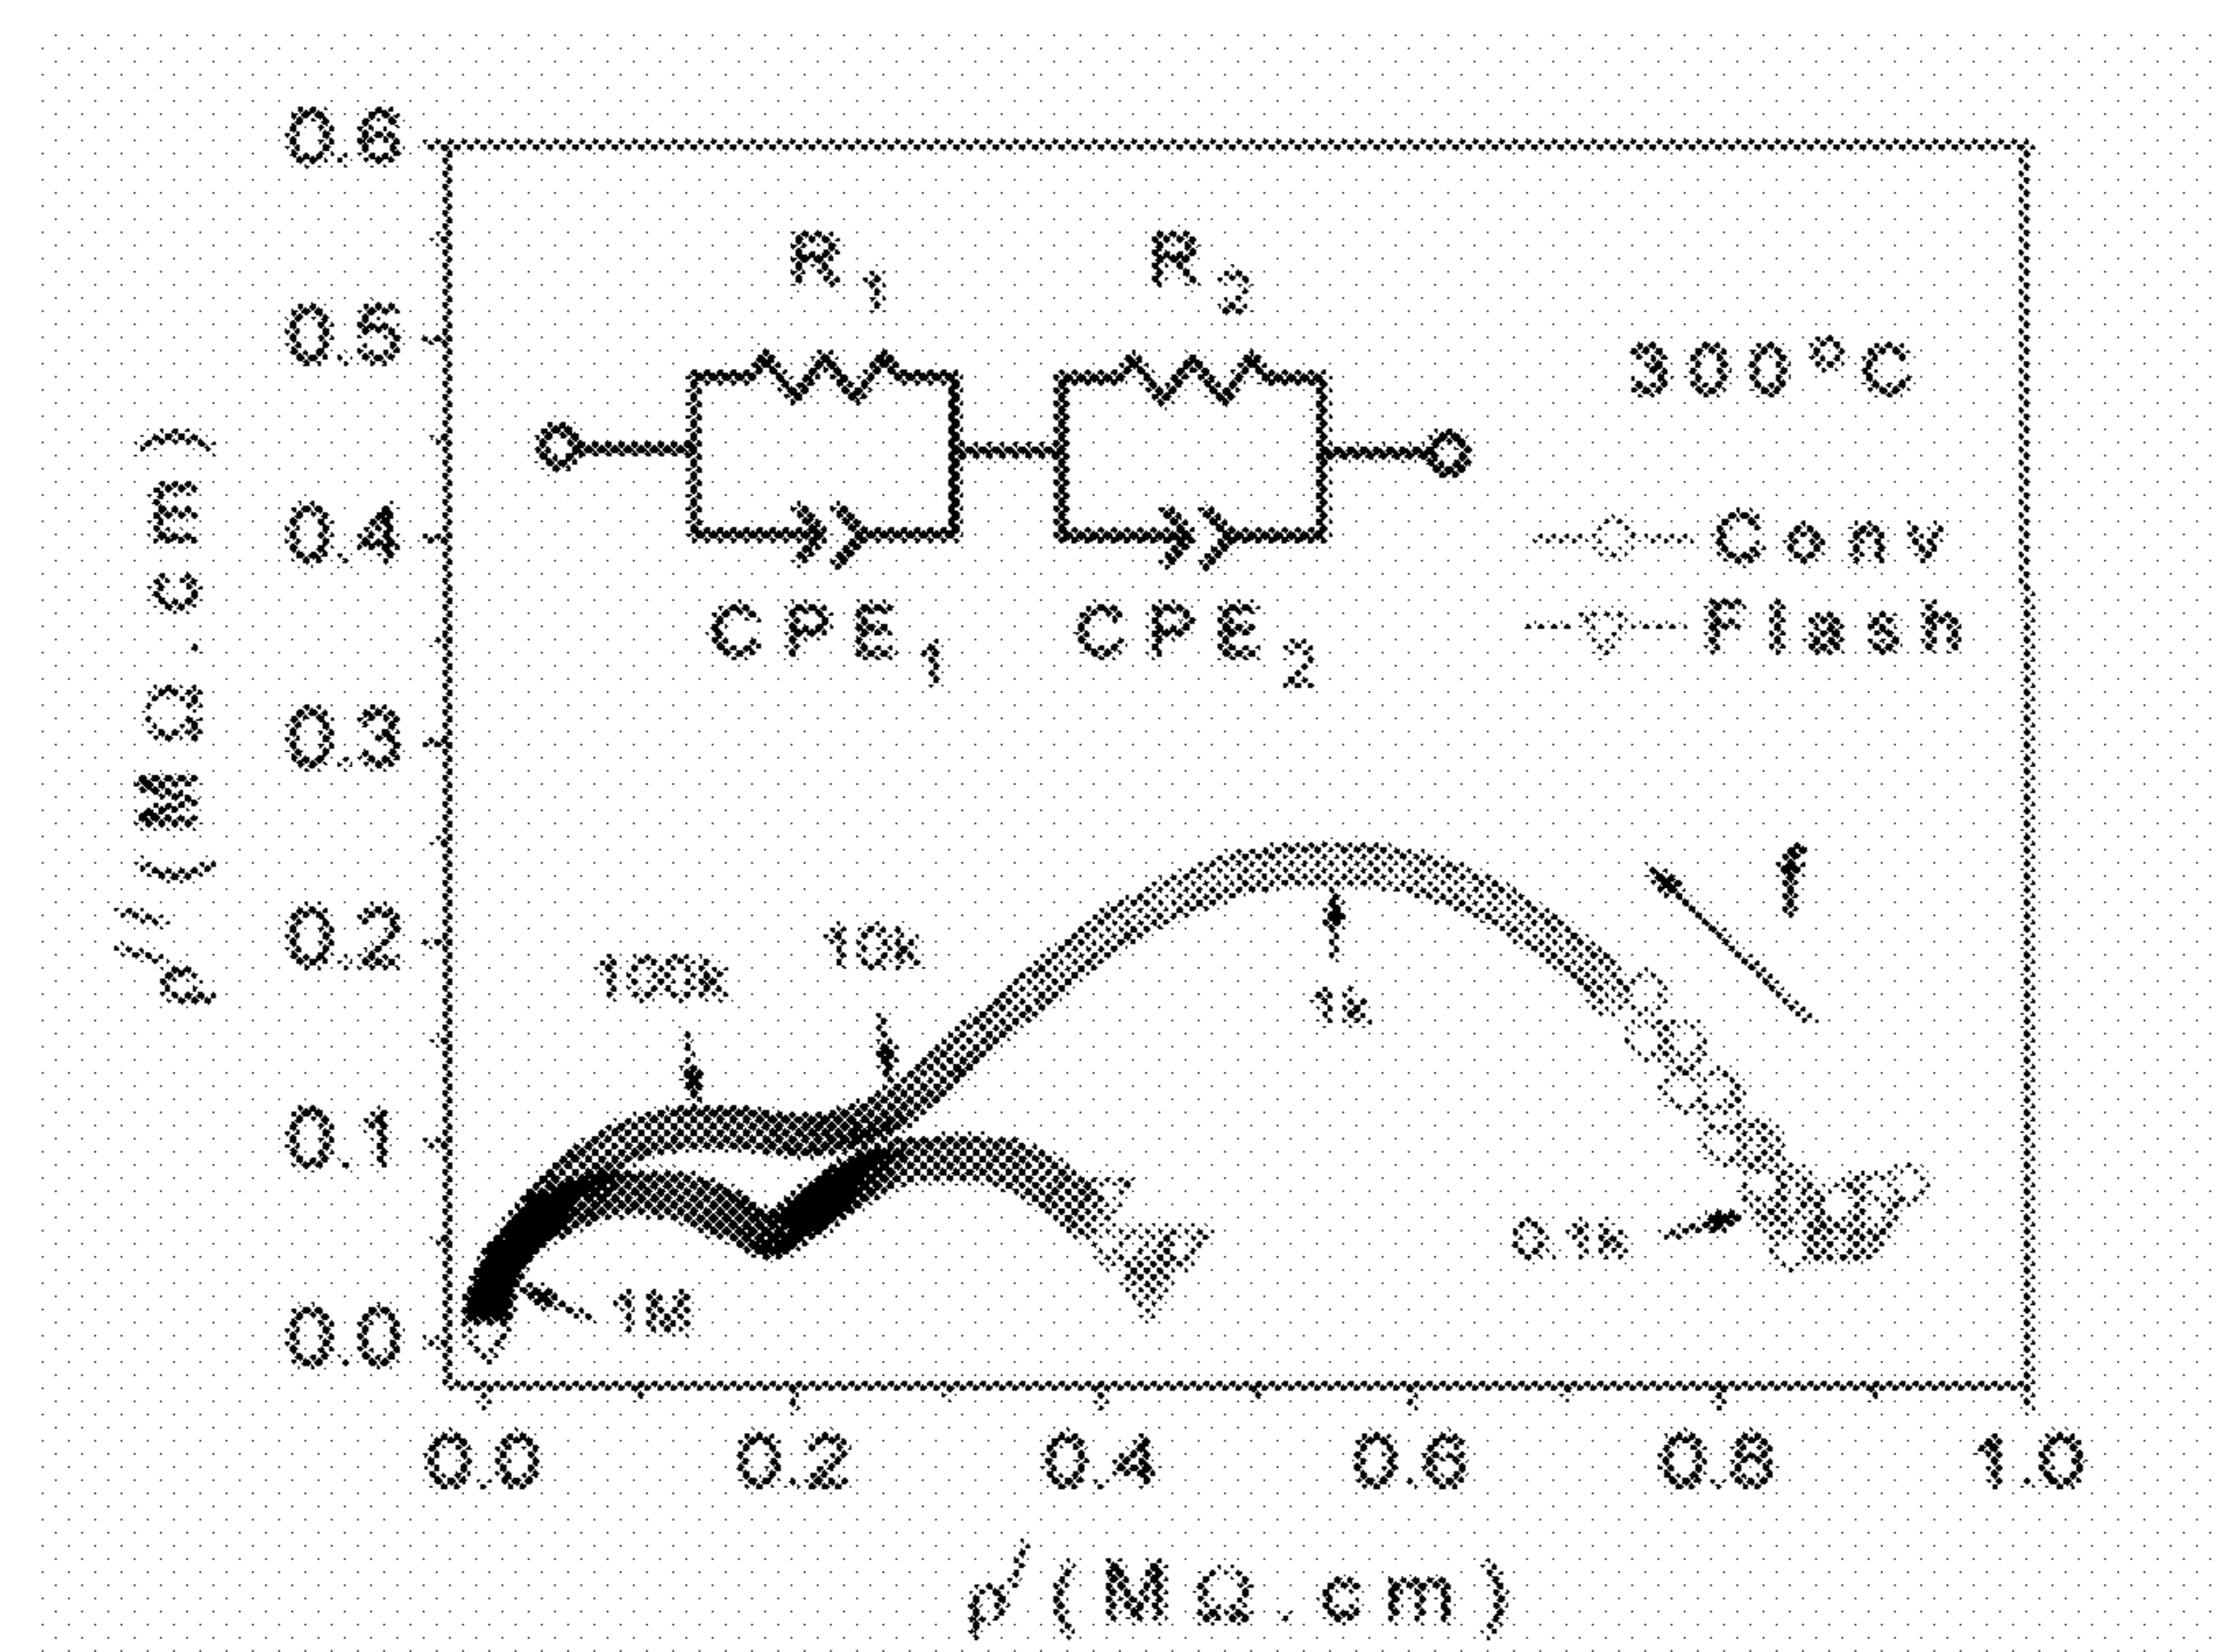 0.6
0.5
0.4
0.3
0.2
0.1
0.0
ρ// (MΩ.cm)
R1 R2
CPE1 CPE2
300°C
Conv
Flash
f
100k
10k
1k
0.1k
1M
0.0 0.2 0.4 0.6 0.8 1.0
ρ/ (MΩ.cm)